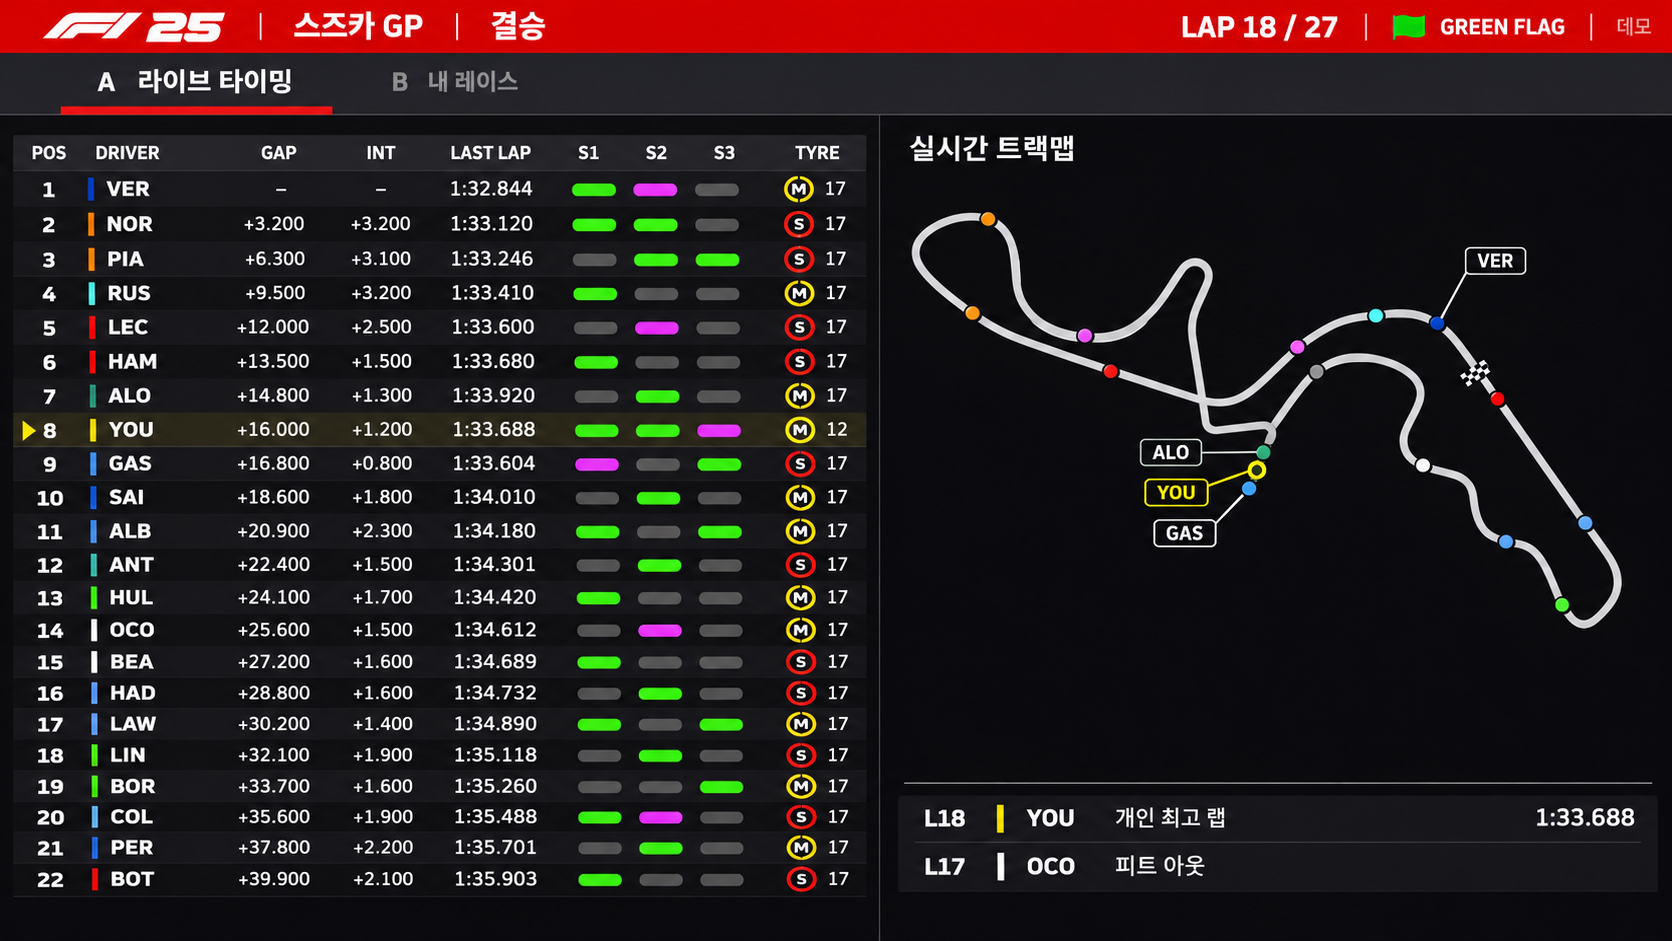 F1 25 | 스즈카 GP | 결승
LAP 18 / 27 | GREEN FLAG | 데모
A 라이브 타이밍
B 내 레이스
POS DRIVER GAP INT LAST LAP S1 S2 S3 TYRE
1 VER – – 1:32.844 M 17
2 NOR +3.200 +3.200 1:33.120 S 17
3 PIA +6.300 +3.100 1:33.246 S 17
4 RUS +9.500 +3.200 1:33.410 M 17
5 LEC +12.000 +2.500 1:33.600 S 17
6 HAM +13.500 +1.500 1:33.680 S 17
7 ALO +14.800 +1.300 1:33.920 M 17
8 YOU +16.000 +1.200 1:33.688 M 12
9 GAS +16.800 +0.800 1:33.604 S 17
10 SAI +18.600 +1.800 1:34.010 M 17
11 ALB +20.900 +2.300 1:34.180 M 17
12 ANT +22.400 +1.500 1:34.301 S 17
13 HUL +24.100 +1.700 1:34.420 M 17
14 OCO +25.600 +1.500 1:34.612 M 17
15 BEA +27.200 +1.600 1:34.689 S 17
16 HAD +28.800 +1.600 1:34.732 S 17
17 LAW +30.200 +1.400 1:34.890 M 17
18 LIN +32.100 +1.900 1:35.118 S 17
19 BOR +33.700 +1.600 1:35.260 M 17
20 COL +35.600 +1.900 1:35.488 S 17
21 PER +37.800 +2.200 1:35.701 M 17
22 BOT +39.900 +2.100 1:35.903 S 17
실시간 트랙맵
VER
ALO
YOU
GAS
L18 YOU 개인 최고 랩 1:33.688
L17 OCO 피트 아웃